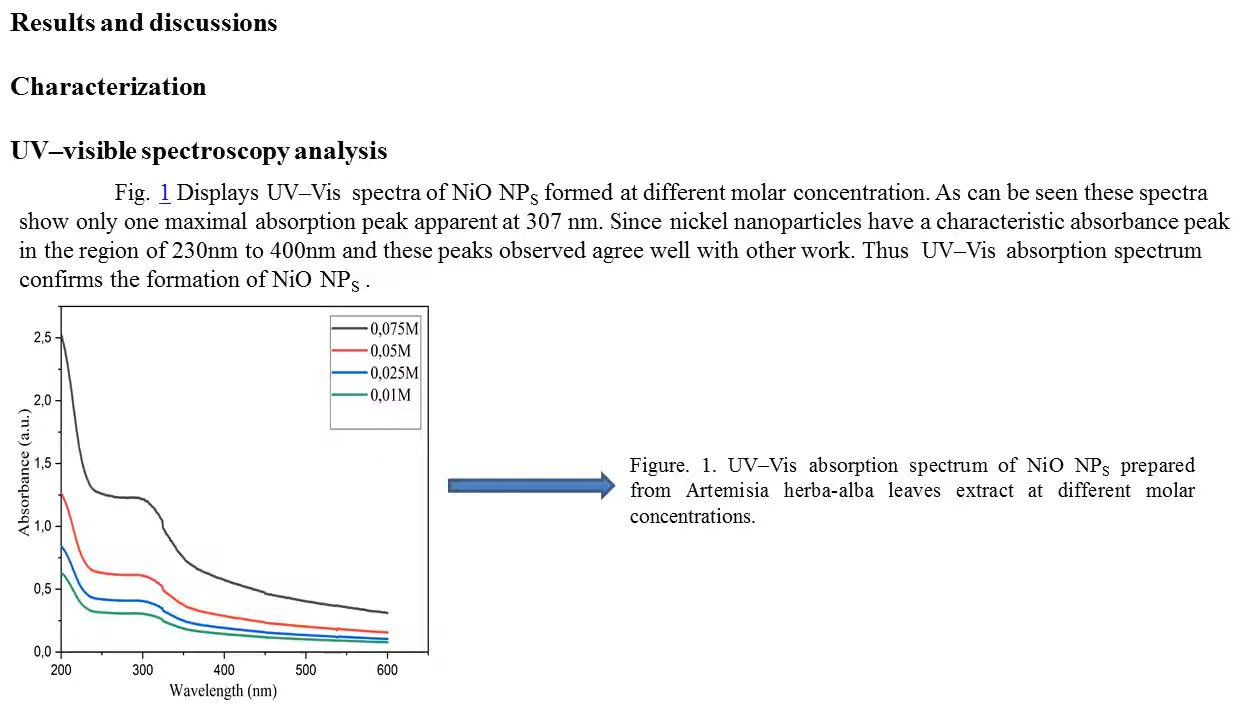 Results and discussions
Characterization
UV–visible spectroscopy analysis
Fig. 1 Displays UV–Vis spectra of NiO NPS formed at different molar concentration. As can be seen these spectra
show only one maximal absorption peak apparent at 307 nm. Since nickel nanoparticles have a characteristic absorbance peak
in the region of 230nm to 400nm and these peaks observed agree well with other work. Thus UV–Vis absorption spectrum
confirms the formation of NiO NPS .
0,075M
0,05M
0,025M
0,01M
2,5
2,0
1,5
1,0
0,5
0,0
Absorbance (a.u.)
200 300 400 500 600
Wavelength (nm)
Figure. 1. UV–Vis absorption spectrum of NiO NPS prepared
from Artemisia herba-alba leaves extract at different molar
concentrations.